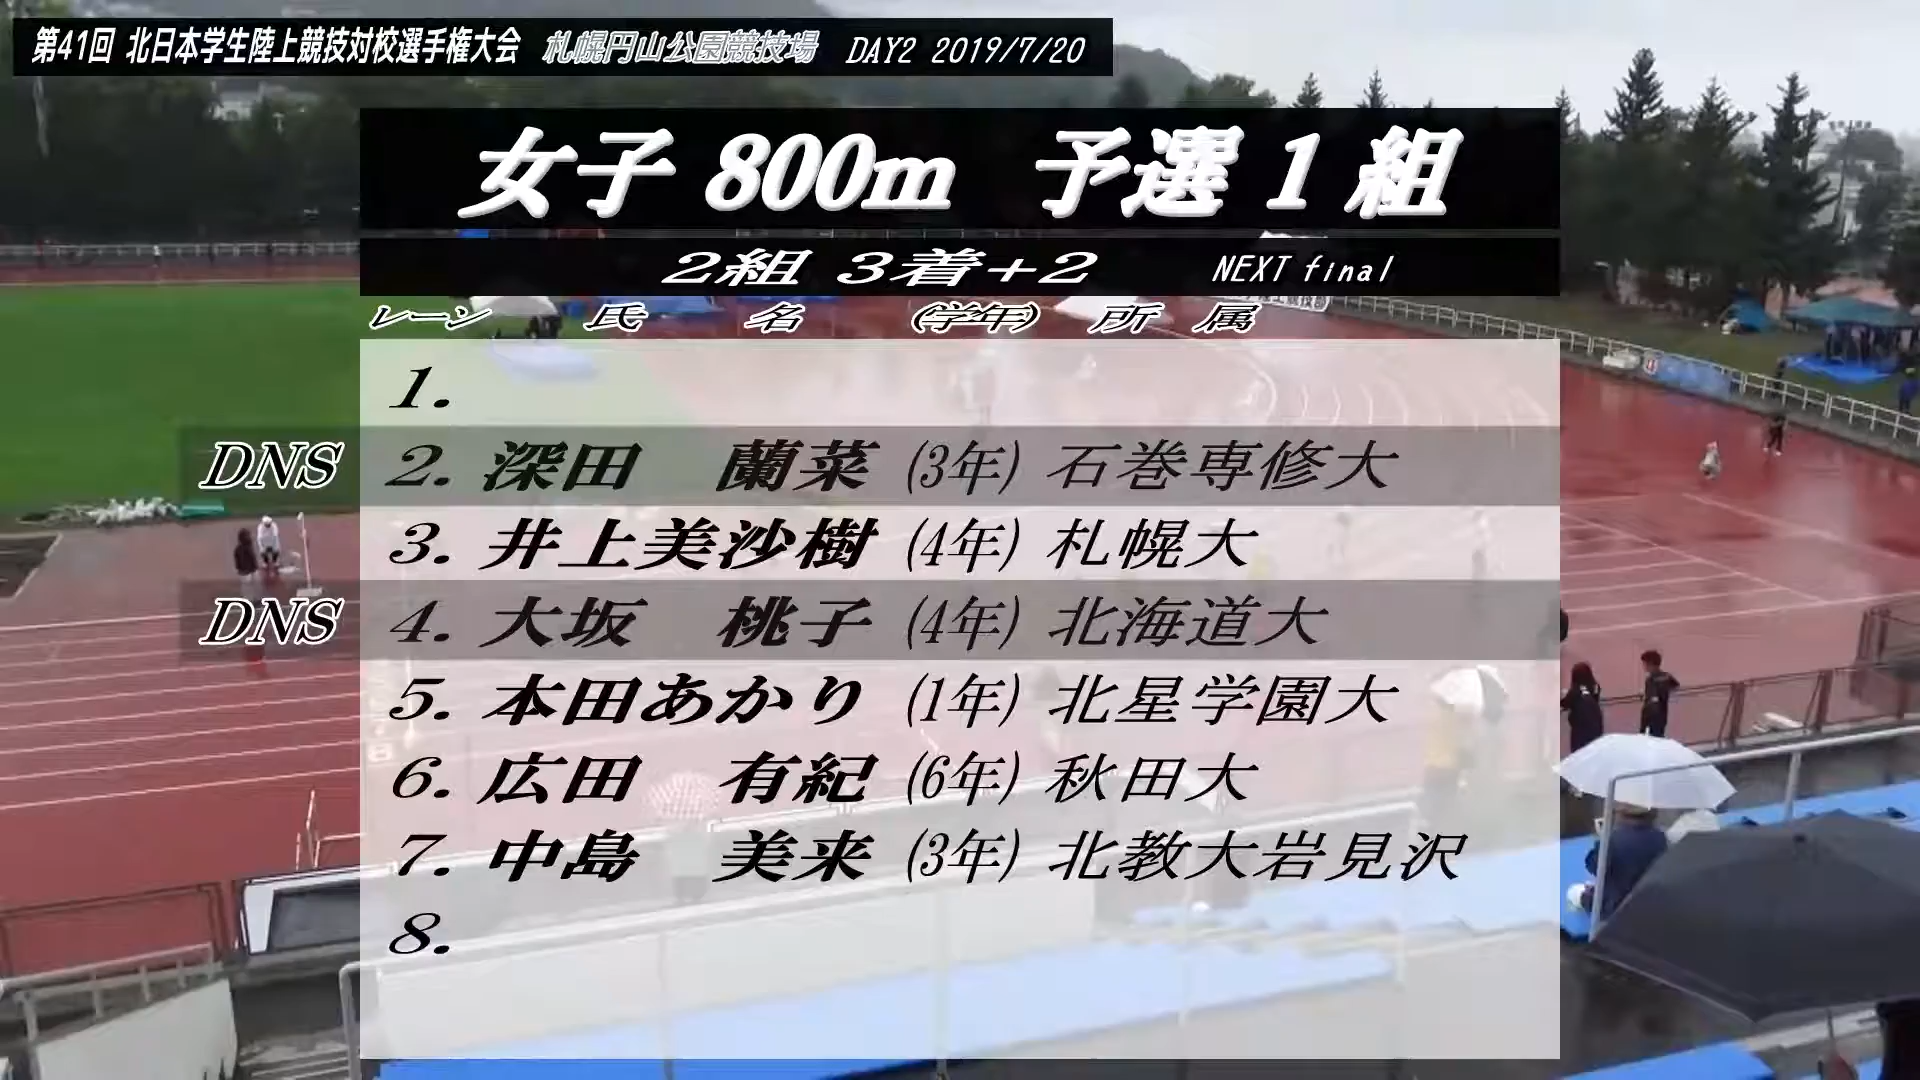 第41回 北日本学生陸上競技対校選手権大会 札幌円山公園競技場 DAY2 2019/7/20
女子 800m 予選 1 組
2組 3着+2 NEXT final
レーン 氏 名 (学年) 所 属
1.
DNS 2. 深田 蘭菜 (3年) 石巻専修大
3. 井上美沙樹 (4年) 札幌大
DNS 4. 大坂 桃子 (4年) 北海道大
5. 本田あかり (1年) 北星学園大
6. 広田 有紀 (6年) 秋田大
7. 中島 美来 (3年) 北教大岩見沢
8.